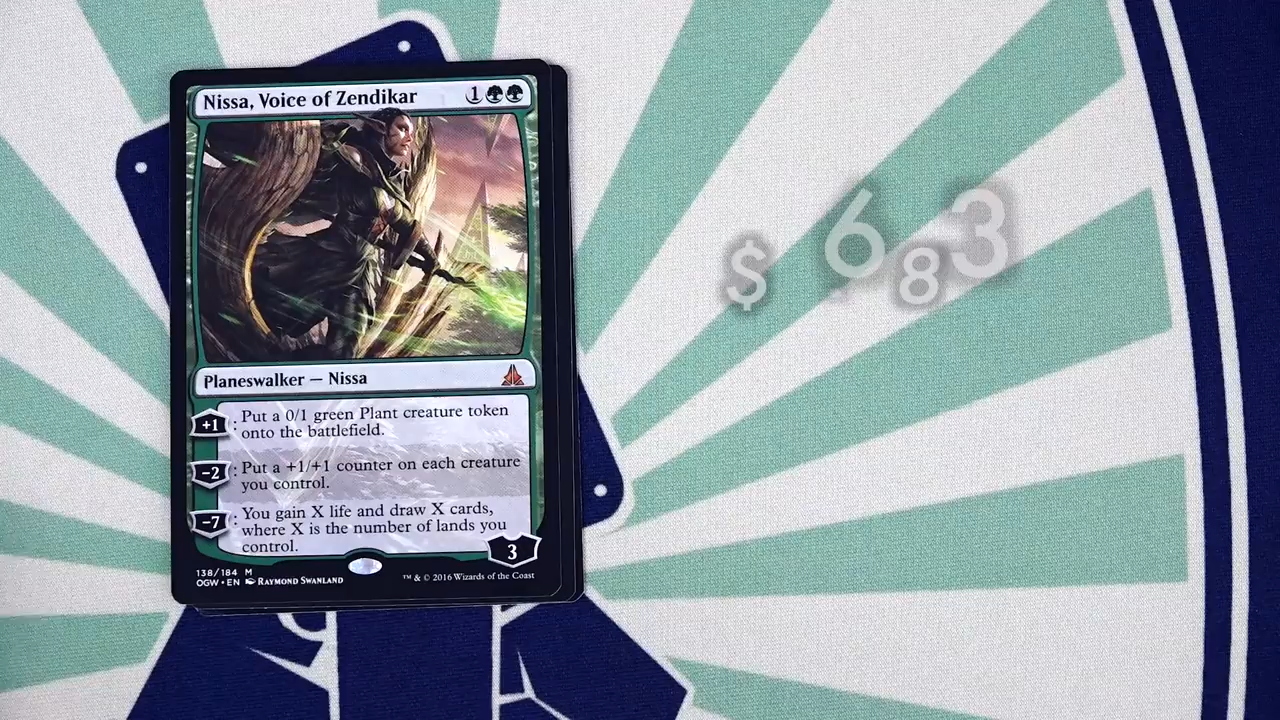 Nissa, Voice of Zendikar 1
$ 683
Planeswalker — Nissa
+1 : Put a 0/1 green Plant creature token
onto the battlefield.
-2 : Put a +1/+1 counter on each creature
you control.
-7 : You gain X life and draw X cards,
where X is the number of lands you
control.
3
138/184 M
OGW • EN Raymond Swanland
™ & © 2016 Wizards of the Coast